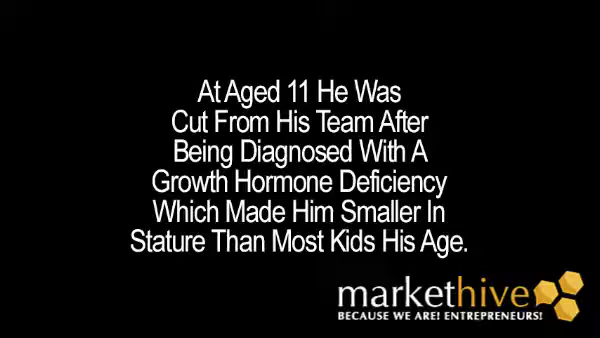 At Aged 11 He Was
Cut From His Team After
Being Diagnosed With A
Growth Hormone Deficiency
Which Made Him Smaller In
Stature Than Most Kids His Age.
markethive
BECAUSE WE ARE! ENTREPRENEURS!